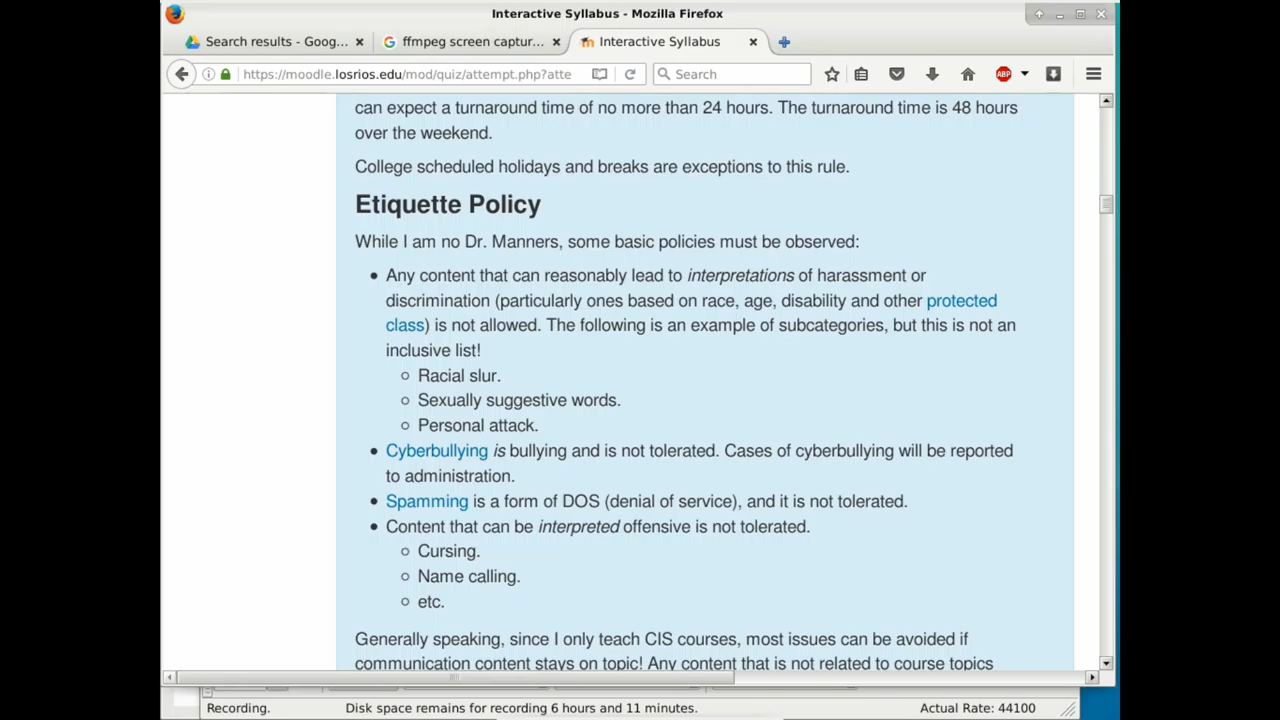 Interactive Syllabus - Mozilla Firefox
Search results - Goog...
ffmpeg screen captur...
Interactive Syllabus
https://moodle.losrios.edu/mod/quiz/attempt.php?atte
Search
ABP
can expect a turnaround time of no more than 24 hours. The turnaround time is 48 hours
over the weekend.
College scheduled holidays and breaks are exceptions to this rule.
Etiquette Policy
While I am no Dr. Manners, some basic policies must be observed:
Any content that can reasonably lead to interpretations of harassment or
discrimination (particularly ones based on race, age, disability and other protected
class) is not allowed. The following is an example of subcategories, but this is not an
inclusive list!
Racial slur.
Sexually suggestive words.
Personal attack.
Cyberbullying is bullying and is not tolerated. Cases of cyberbullying will be reported
to administration.
Spamming is a form of DOS (denial of service), and it is not tolerated.
Content that can be interpreted offensive is not tolerated.
Cursing.
Name calling.
etc.
Generally speaking, since I only teach CIS courses, most issues can be avoided if
communication content stays on topic! Any content that is not related to course topics
Recording.
Disk space remains for recording 6 hours and 11 minutes.
Actual Rate: 44100